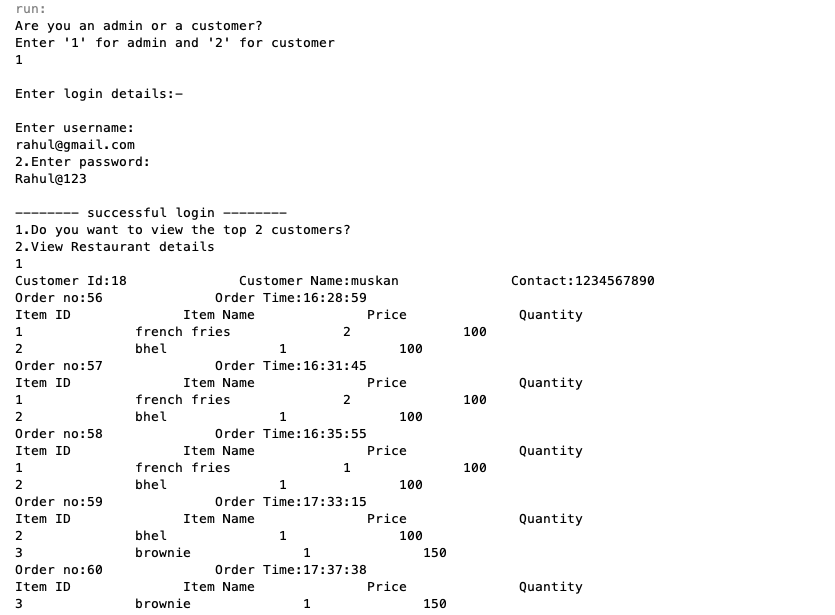 run:
Are you an admin or a customer?
Enter '1' for admin and '2' for customer
1
Enter login details:-
Enter username:
rahul@gmail.com
2.Enter password:
Rahul@123
-------- successful login --------
1.Do you want to view the top 2 customers?
2.View Restaurant details
1
Customer Id:18 Customer Name:muskan Contact:1234567890
Order no:56 Order Time:16:28:59
Item ID Item Name Price Quantity
1 french fries 2 100
2 bhel 1 100
Order no:57 Order Time:16:31:45
Item ID Item Name Price Quantity
1 french fries 2 100
2 bhel 1 100
Order no:58 Order Time:16:35:55
Item ID Item Name Price Quantity
1 french fries 1 100
2 bhel 1 100
Order no:59 Order Time:17:33:15
Item ID Item Name Price Quantity
2 bhel 1 100
3 brownie 1 150
Order no:60 Order Time:17:37:38
Item ID Item Name Price Quantity
3 brownie 1 150